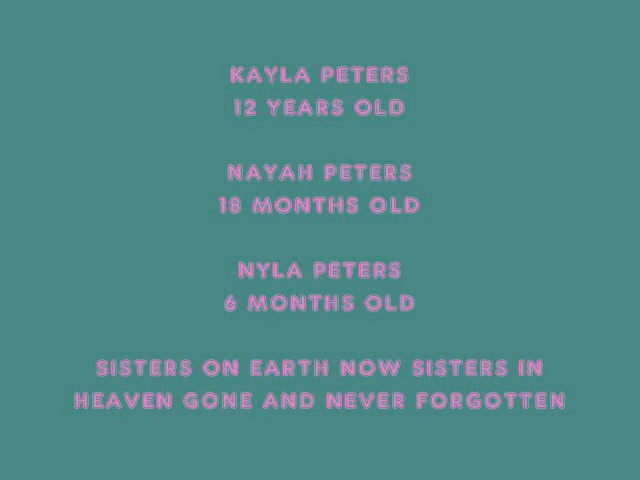 KAYLA PETERS
12 YEARS OLD
NAYAH PETERS
18 MONTHS OLD
NYLA PETERS
6 MONTHS OLD
SISTERS ON EARTH NOW SISTERS IN
HEAVEN GONE AND NEVER FORGOTTEN